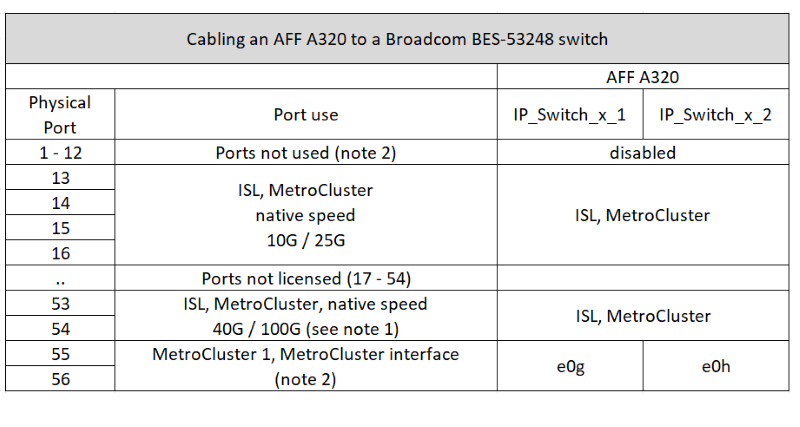 Cabling an AFF A320 to a Broadcom BES-53248 switch
AFF A320
Physical
Port
Port use
IP_Switch_x_1
IP_Switch_x_2
1 - 12
Ports not used (note 2)
disabled
13
14
15
16
ISL, MetroCluster
native speed
10G / 25G
ISL, MetroCluster
..
Ports not licensed (17 - 54)
53
54
ISL, MetroCluster, native speed
40G / 100G (see note 1)
ISL, MetroCluster
55
56
MetroCluster 1, MetroCluster interface
(note 2)
e0g
e0h